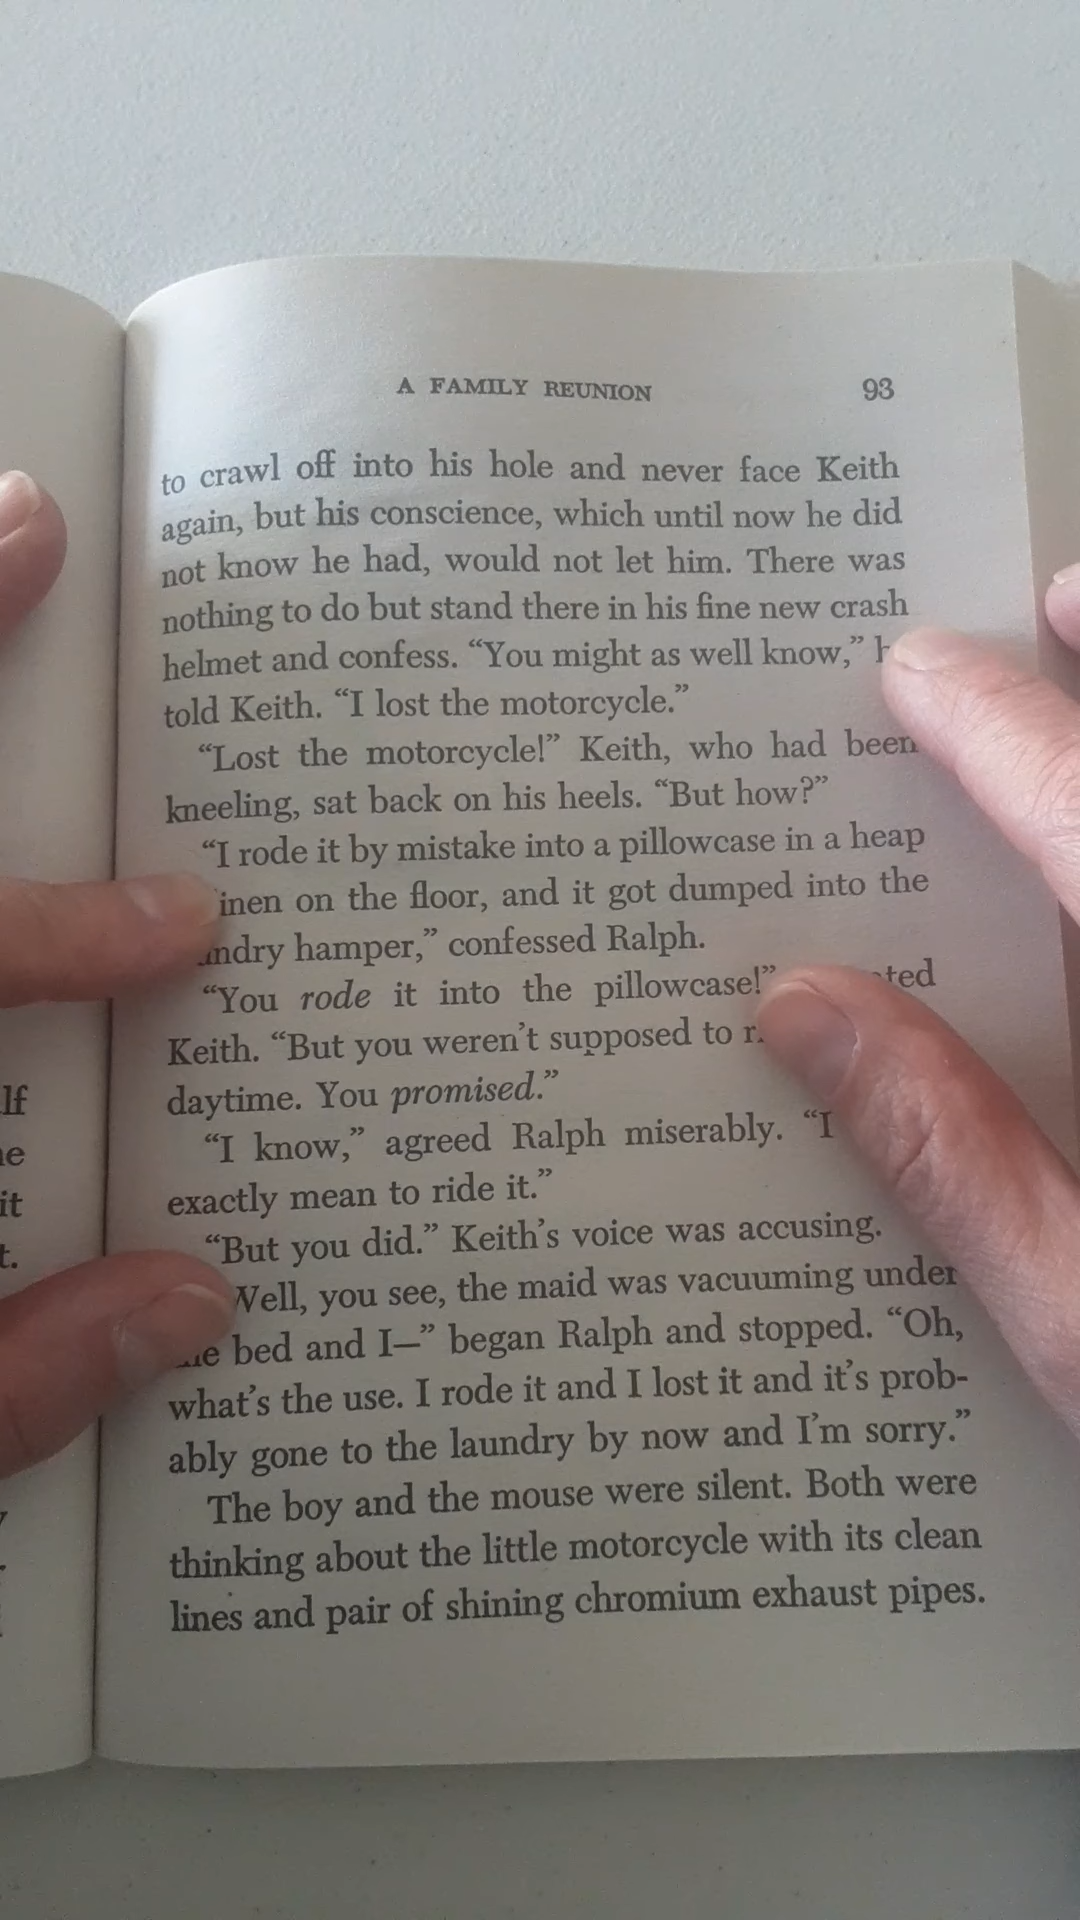 A FAMILY REUNION 93
to crawl off into his hole and never face Keith
again, but his conscience, which until now he did
not know he had, would not let him. There was
nothing to do but stand there in his fine new crash
helmet and confess. “You might as well know,”
told Keith. “I lost the motorcycle.”
“Lost the motorcycle!” Keith, who had been
kneeling, sat back on his heels. “But how?”
“I rode it by mistake into a pillowcase in a heap
on the floor, and it got dumped into the
hamper,” confessed Ralph.
“You rode it into the pillowcase!”
Keith. “But you weren’t supposed to
daytime. You promised.”
“I know,” agreed Ralph miserably. “I
exactly mean to ride it.”
“But you did.” Keith’s voice was accusing.
Well, you see, the maid was vacuuming under
bed and I—” began Ralph and stopped. “Oh,
what’s the use. I rode it and I lost it and it’s prob-
ably gone to the laundry by now and I’m sorry.”
The boy and the mouse were silent. Both were
thinking about the little motorcycle with its clean
lines and pair of shining chromium exhaust pipes.
it